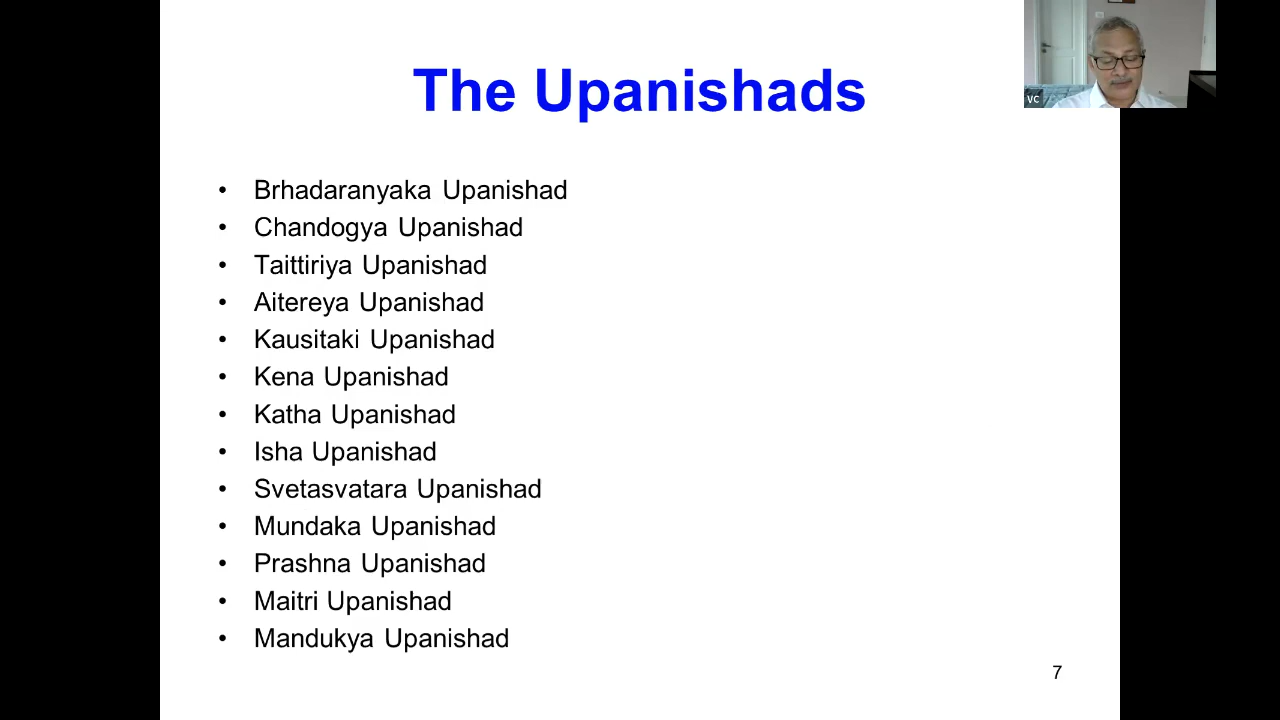 The Upanishads
VC
• Brhadaranyaka Upanishad
• Chandogya Upanishad
• Taittiriya Upanishad
• Aitereya Upanishad
• Kausitaki Upanishad
• Kena Upanishad
• Katha Upanishad
• Isha Upanishad
• Svetasvatara Upanishad
• Mundaka Upanishad
• Prashna Upanishad
• Maitri Upanishad
• Mandukya Upanishad
7